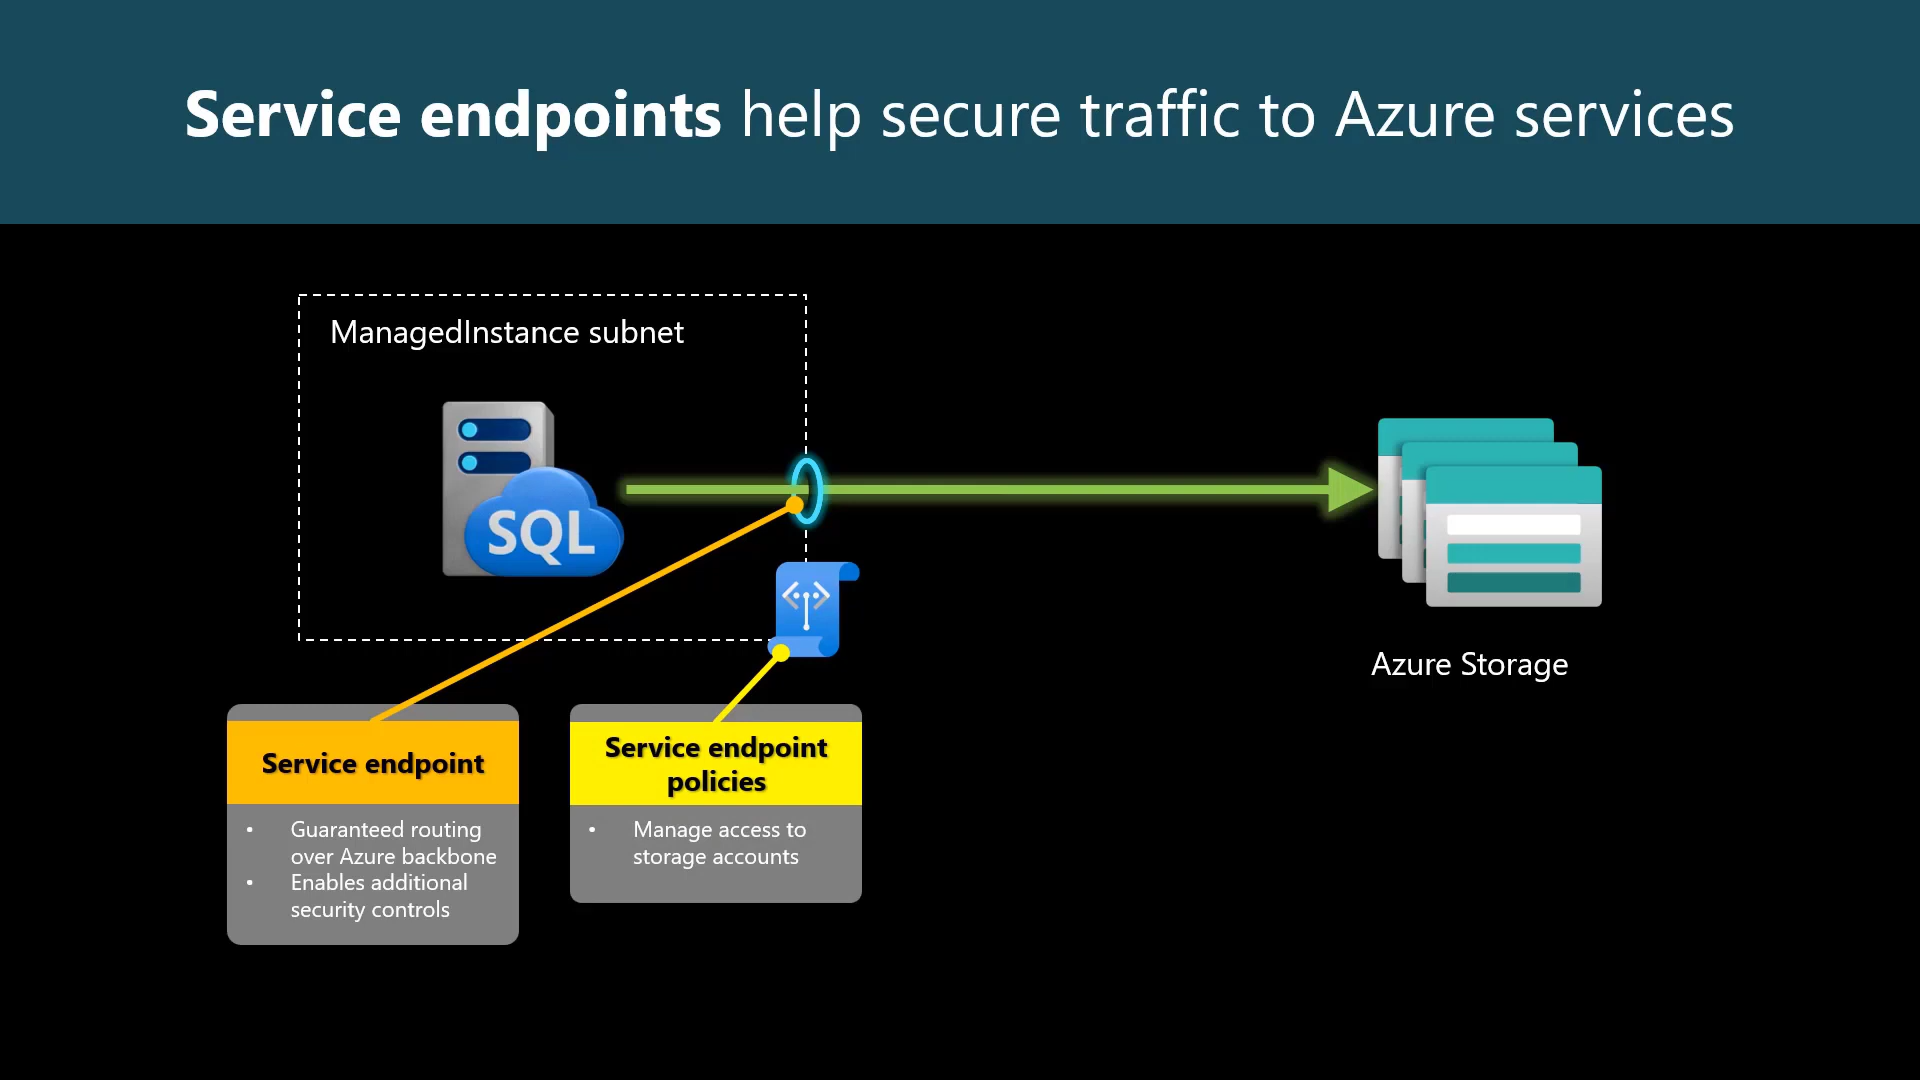 Service endpoints help secure traffic to Azure services
ManagedInstance subnet
SQL
Azure Storage
Service endpoint
• Guaranteed routing
over Azure backbone
• Enables additional
security controls
Service endpoint
policies
• Manage access to
storage accounts